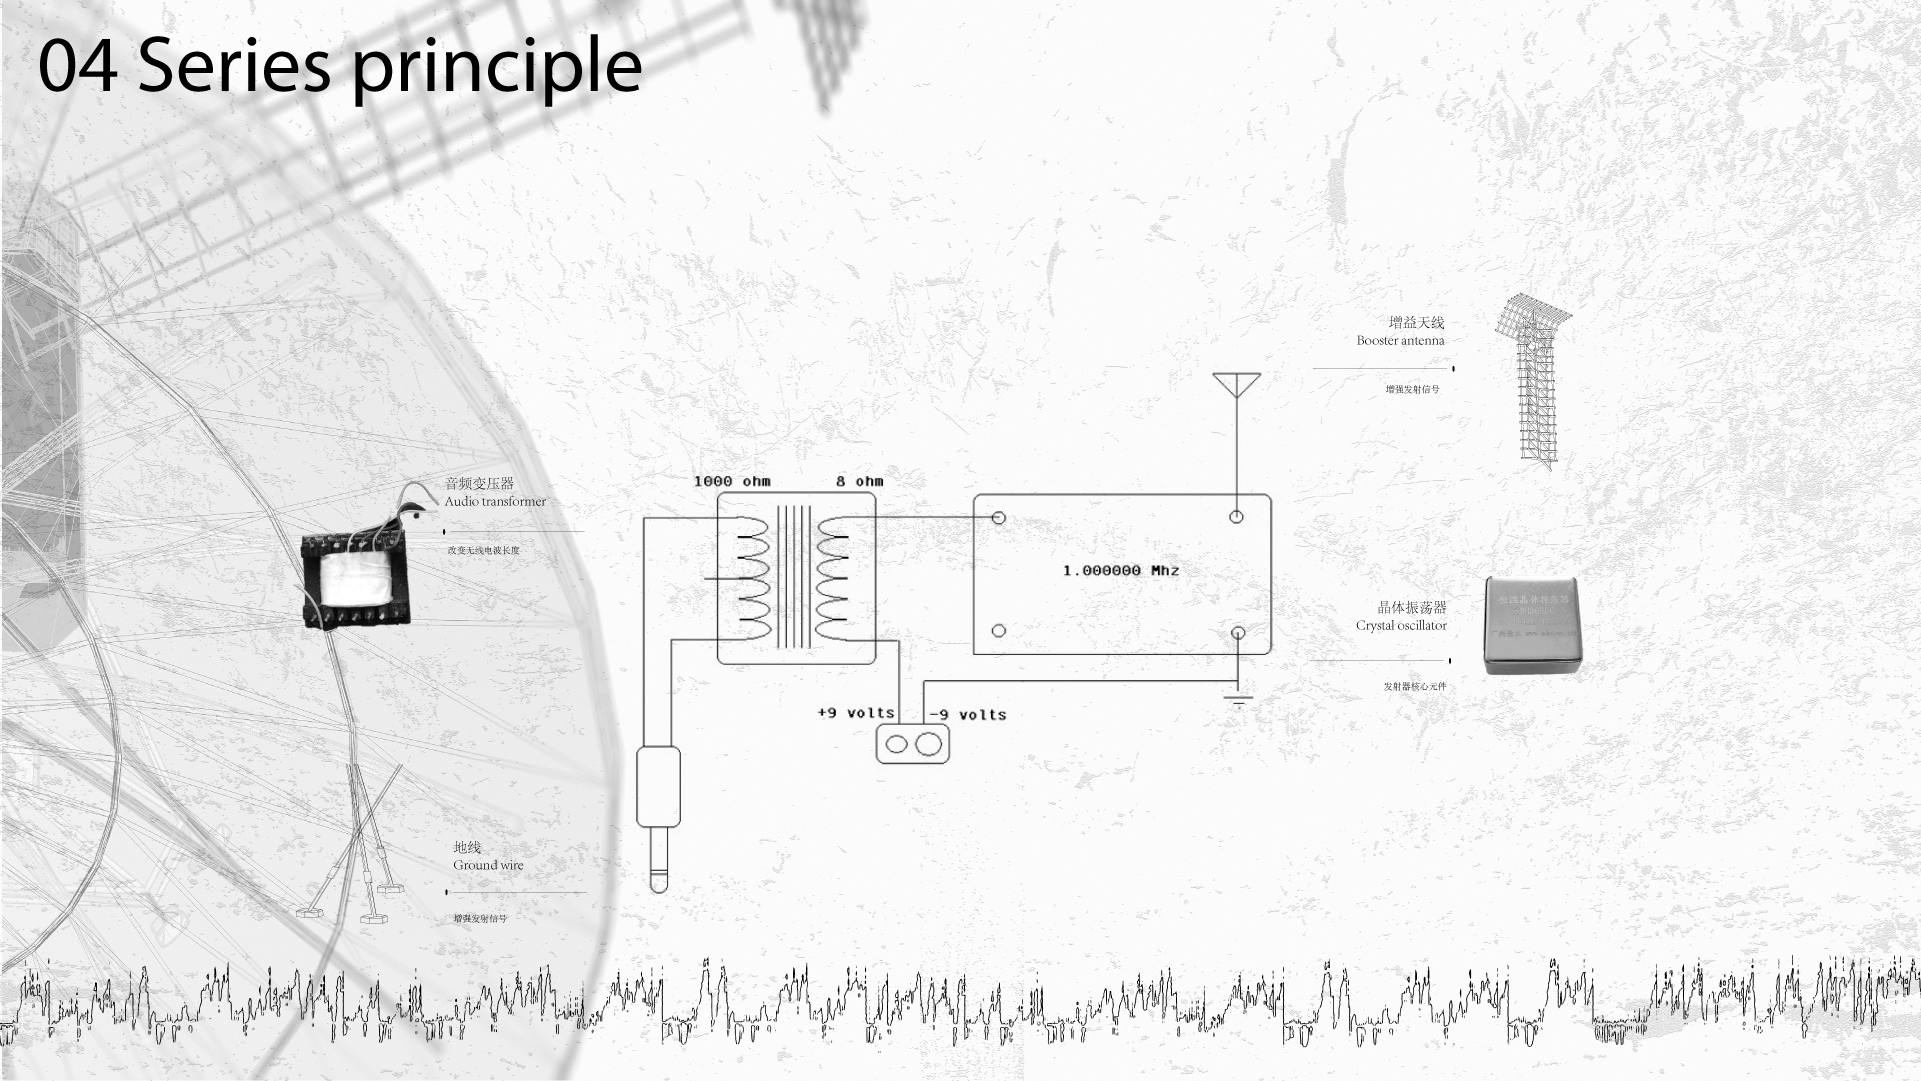 04 Series principle
增益天线
Booster antenna
增强发射信号
1000 ohm
8 ohm
音频变压器
Audio transformer
改变无线电波长度
1.000000 Mhz
晶体振荡器
Crystal oscillator
发射器核心元件
+9 volts
-9 volts
地线
Ground wire
增强发射信号